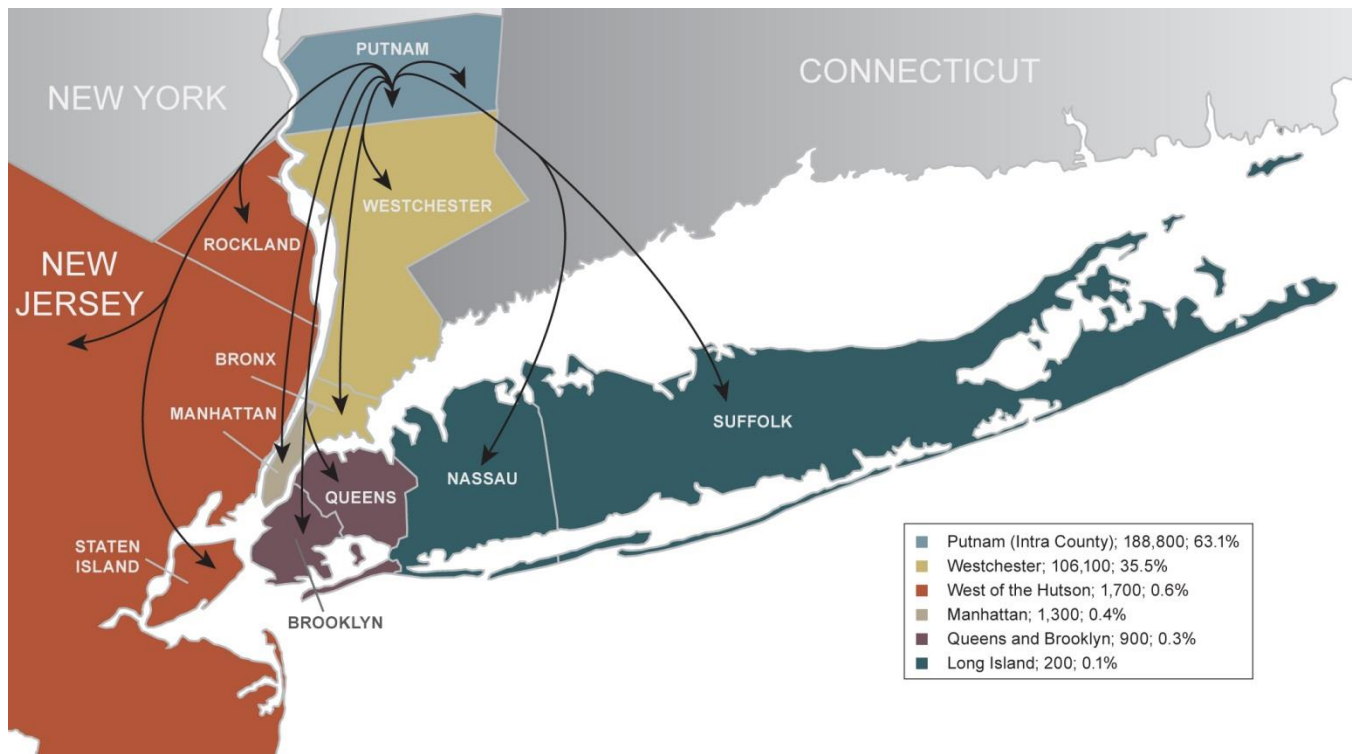 PUTNAM
CONNECTICUT
NEW YORK
WESTCHESTER
ROCKLAND
NEW
JERSEY
BRONX
MANHATTAN
SUFFOLK
NASSAU
QUEENS
STATEN
ISLAND
BROOKLYN
Putnam (Intra County); 188,800; 63.1%
Westchester; 106,100; 35.5%
West of the Hutson; 1,700; 0.6%
Manhattan; 1,300; 0.4%
Queens and Brooklyn; 900; 0.3%
Long Island; 200; 0.1%